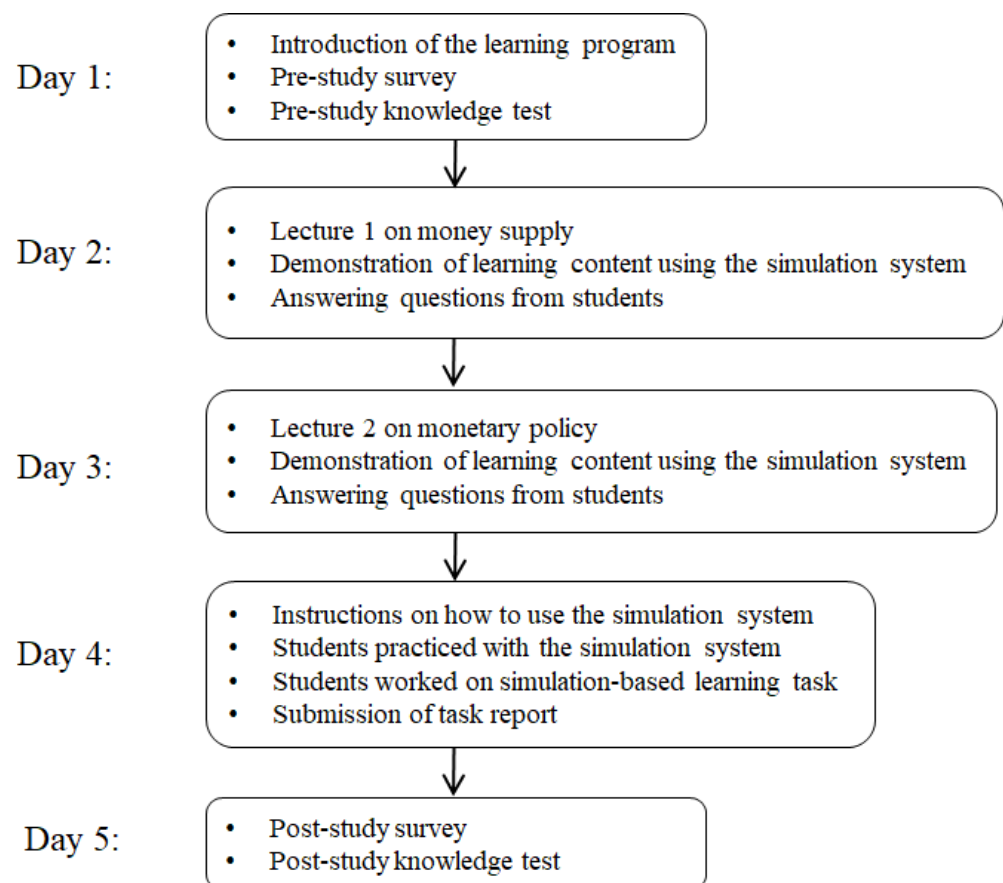 Day 1:
• Introduction of the learning program
• Pre-study survey
• Pre-study knowledge test
Day 2:
• Lecture 1 on money supply
• Demonstration of learning content using the simulation system
• Answering questions from students
Day 3:
• Lecture 2 on monetary policy
• Demonstration of learning content using the simulation system
• Answering questions from students
Day 4:
• Instructions on how to use the simulation system
• Students practiced with the simulation system
• Students worked on simulation-based learning task
• Submission of task report
Day 5:
• Post-study survey
• Post-study knowledge test